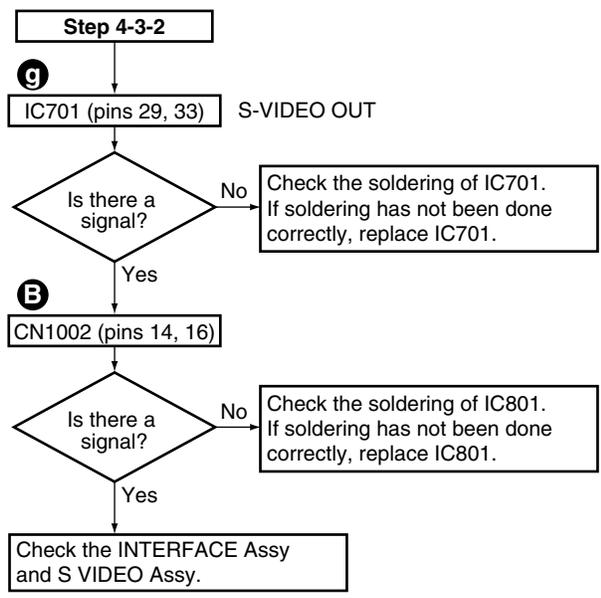 Step 4-3-2
g
IC701 (pins 29, 33)
S-VIDEO OUT
Is there a
signal?
No
Check the soldering of IC701.
If soldering has not been done
correctly, replace IC701.
Yes
B
CN1002 (pins 14, 16)
Is there a
signal?
No
Check the soldering of IC801.
If soldering has not been done
correctly, replace IC801.
Yes
Check the INTERFACE Assy
and S VIDEO Assy.